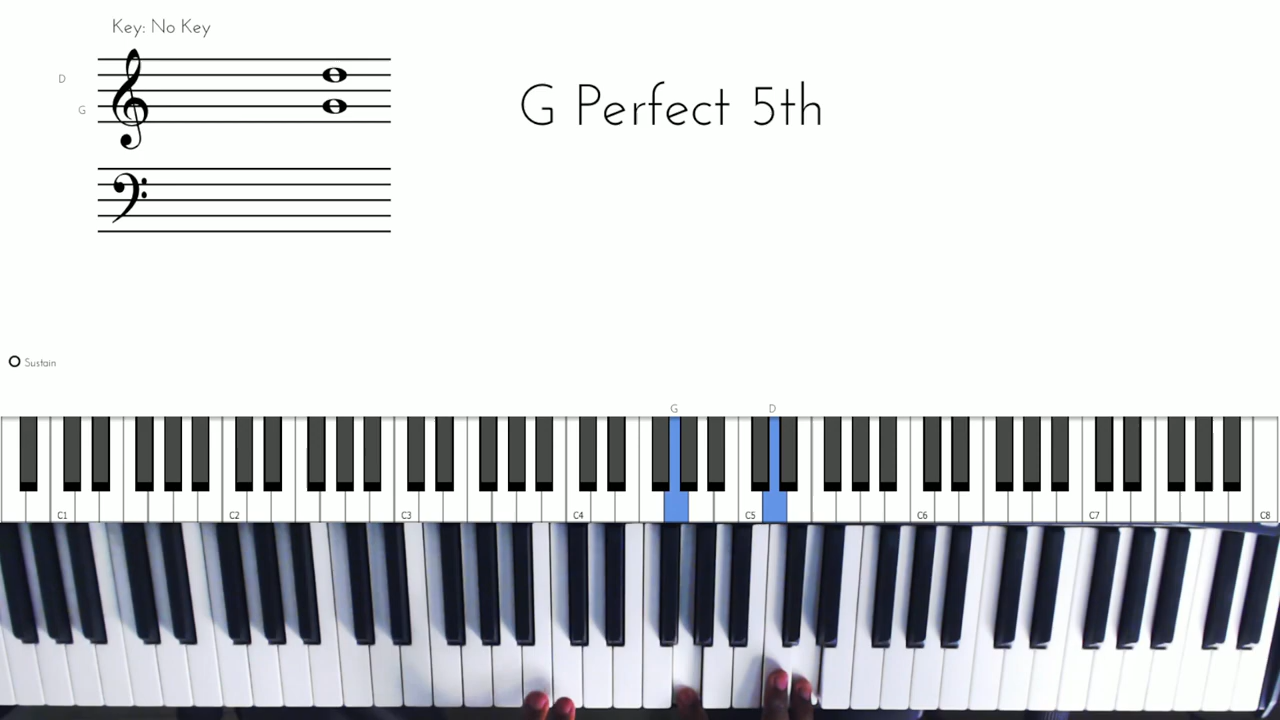 Key: No Key
D
G
G Perfect 5th
Sustain
G D
C1 C2 C3 C4 C5 C6 C7 C8